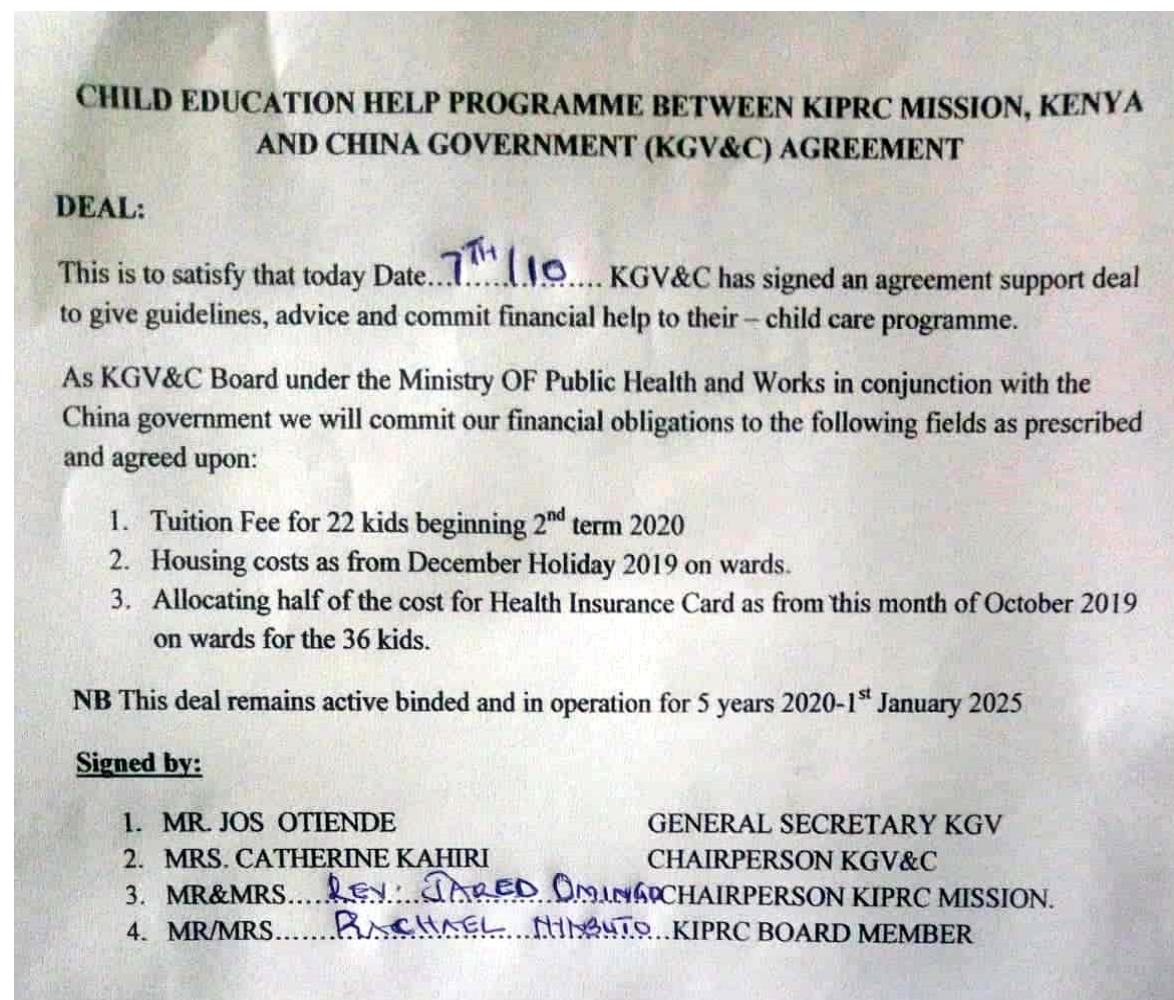 CHILD EDUCATION HELP PROGRAMME BETWEEN KIPRC MISSION, KENYA
AND CHINA GOVERNMENT (KGV&C) AGREEMENT
DEAL:
This is to satisfy that today Date...7TH/10.... KGV&C has signed an agreement support deal
to give guidelines, advice and commit financial help to their – child care programme.
As KGV&C Board under the Ministry OF Public Health and Works in conjunction with the
China government we will commit our financial obligations to the following fields as prescribed
and agreed upon:
1. Tuition Fee for 22 kids beginning 2nd term 2020
2. Housing costs as from December Holiday 2019 on wards.
3. Allocating half of the cost for Health Insurance Card as from this month of October 2019
on wards for the 36 kids.
NB This deal remains active binded and in operation for 5 years 2020-1st January 2025
Signed by:
1. MR. JOS OTIENDE GENERAL SECRETARY KGV
2. MRS. CATHERINE KAHIRI CHAIRPERSON KGV&C
3. MR&MRS....REV: JARED OMINGO CHAIRPERSON KIPRC MISSION.
4. MR/MRS.......RACHAEL ... KIPRC BOARD MEMBER